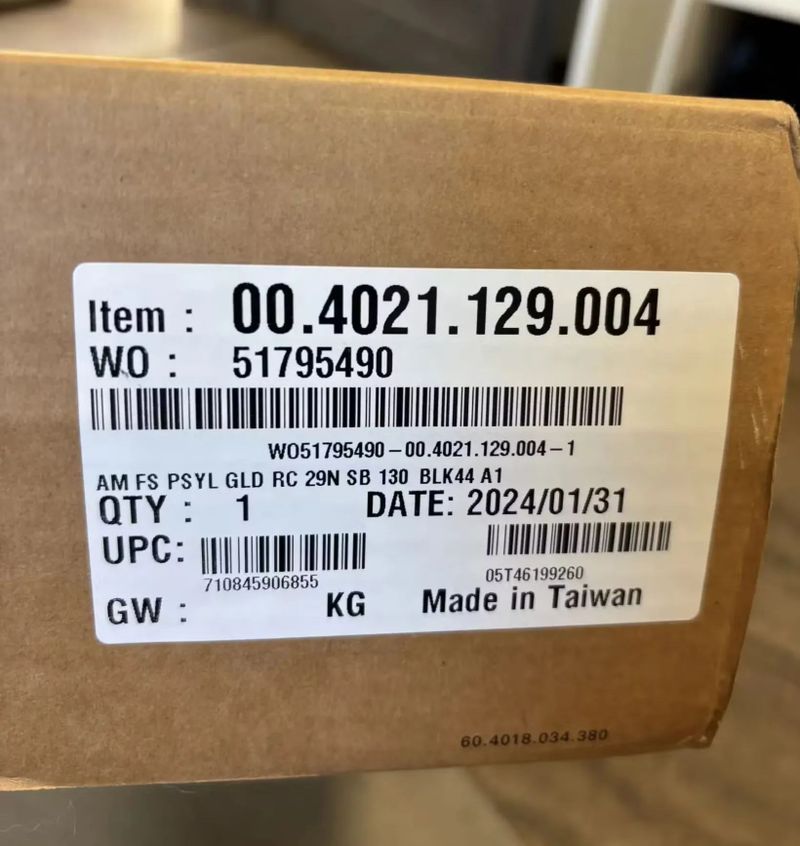 Item : 00.4021.129.004
WO : 51795490
WO51795490-00.4021.129.004-1
AM FS PSYL GLD RC 29N SB 130 BLK44 A1
QTY : 1 DATE: 2024/01/31
UPC:
710845906855 05T46199260
GW : KG Made in Taiwan
60.4018.034.380